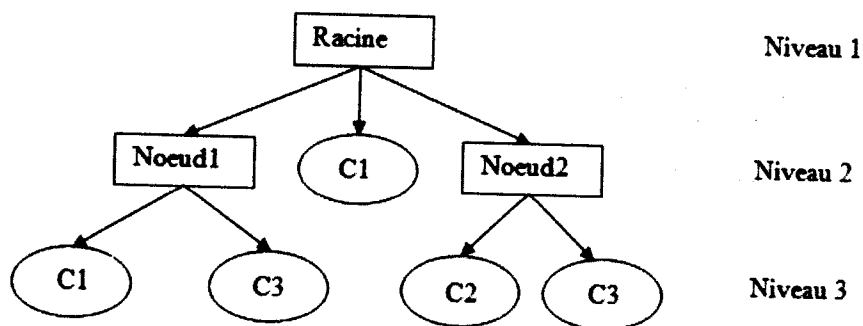 Racine
Niveau 1
Noeud1
C1
Noeud2
Niveau 2
C1
C3
C2
C3
Niveau 3